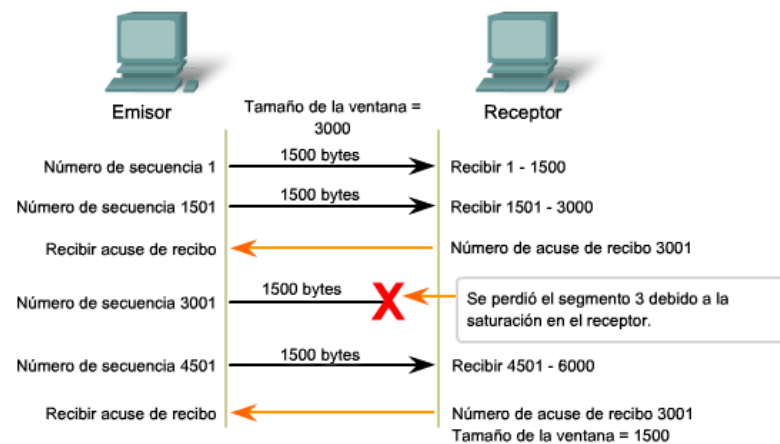 Emisor
Tamaño de la ventana =
3000
Receptor
Número de secuencia 1
1500 bytes
Recibir 1 - 1500
Número de secuencia 1501
1500 bytes
Recibir 1501 - 3000
Recibir acuse de recibo
Número de acuse de recibo 3001
Número de secuencia 3001
1500 bytes
X
Se perdió el segmento 3 debido a la
saturación en el receptor.
Número de secuencia 4501
1500 bytes
Recibir 4501 - 6000
Recibir acuse de recibo
Número de acuse de recibo 3001
Tamaño de la ventana = 1500